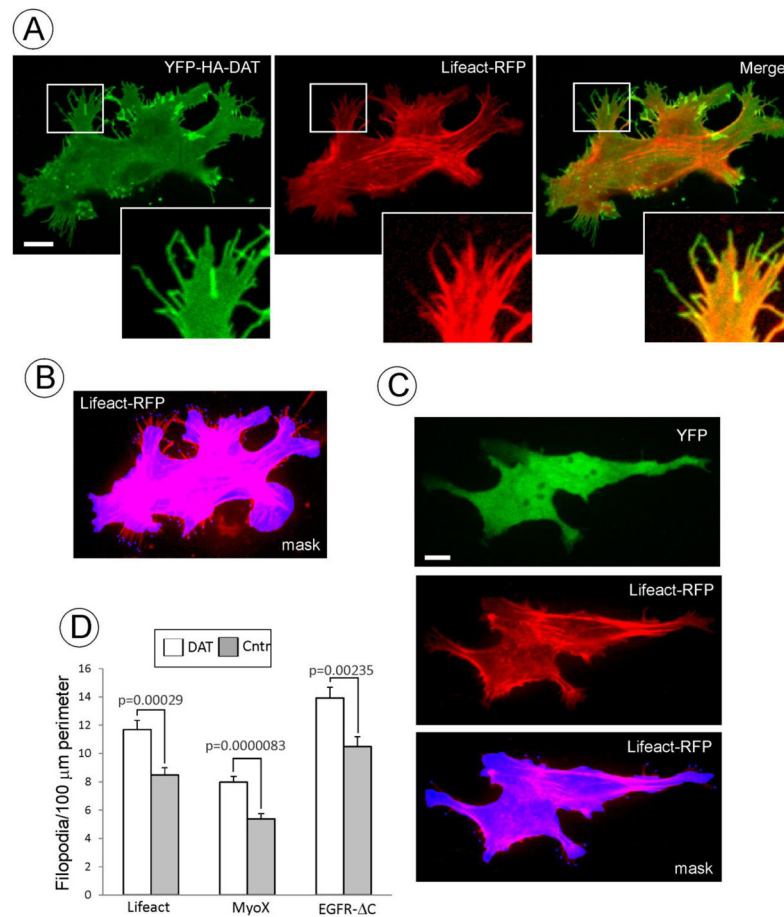 A
YFP-HA-DAT
Lifeact-RFP
Merge
B
Lifeact-RFP
mask
C
YFP
Lifeact-RFP
Lifeact-RFP
mask
D
DAT
Cntr
Filopodia/100 μm perimeter
16
14
12
10
8
6
4
2
0
p=0.00029
p=0.0000083
p=0.00235
Lifeact
MyoX
EGFR-ΔC